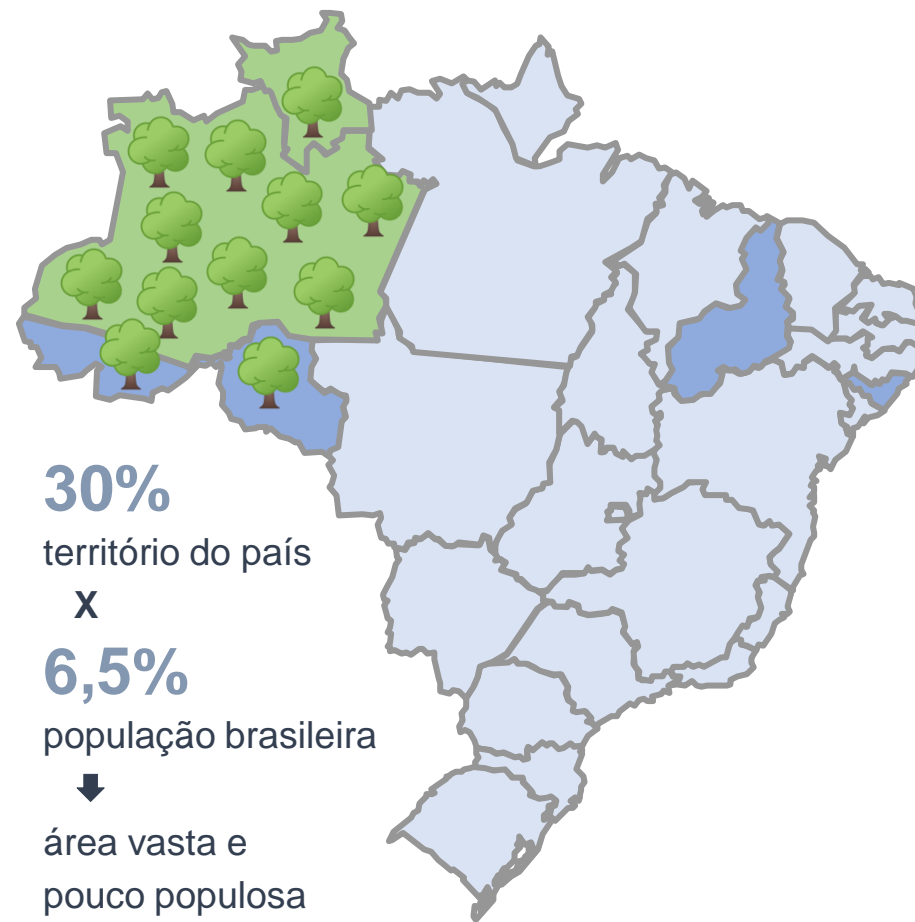 30%
território do país
X
6,5%
população brasileira
área vasta e
pouco populosa